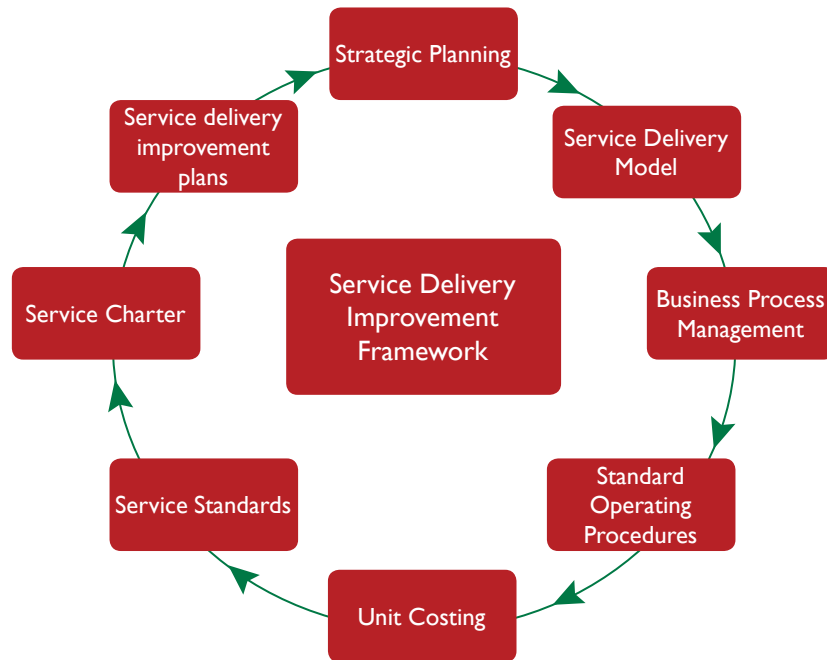 Strategic Planning
Service Delivery
Model
Business Process
Management
Standard
Operating
Procedures
Unit Costing
Service Standards
Service Charter
Service delivery
improvement
plans
Service Delivery
Improvement
Framework